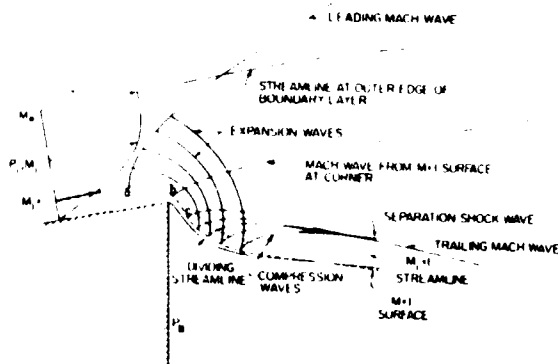 LEADING MACH WAVE
STREAMLINE AT OUTER EDGE OF
BOUNDARY LAYER
EXPANSION WAVES
MACH WAVE FROM M=1 SURFACE
AT CORNER
SEPARATION SHOCK WAVE
TRAILING MACH WAVE
STREAMLINE
M=1
SURFACE
DIVIDING
STREAMLINE
COMPRESSION
WAVES
b